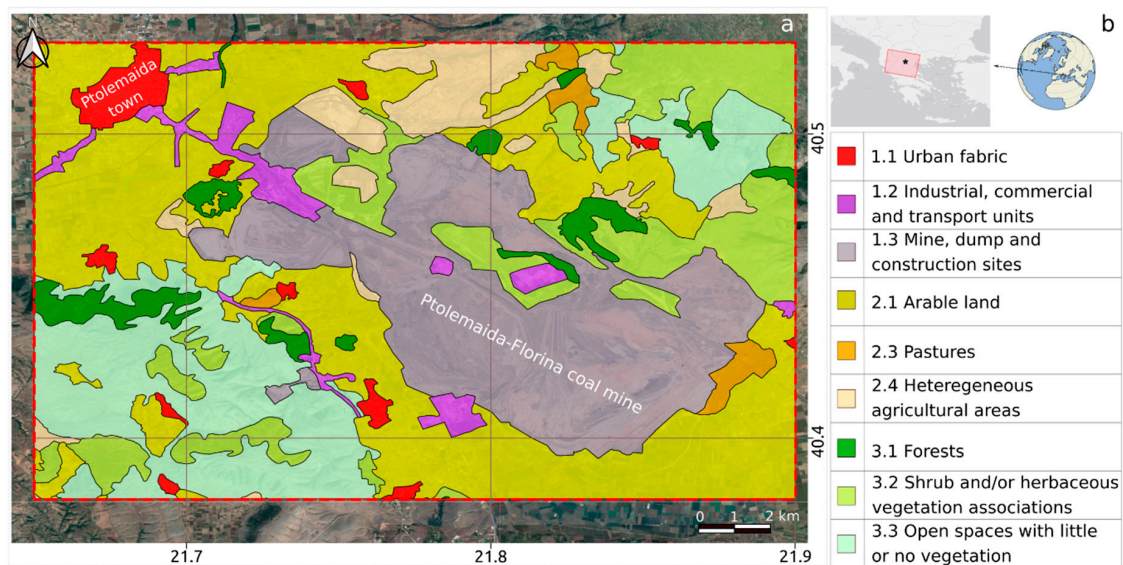 N
a
b
Ptolemaida
town
Ptolemaida-Florina coal mine
40.5
40.4
0 1 2 km
21.7
21.8
21.9
1.1 Urban fabric
1.2 Industrial, commercial
and transport units
1.3 Mine, dump and
construction sites
2.1 Arable land
2.3 Pastures
2.4 Heteregeneous
agricultural areas
3.1 Forests
3.2 Shrub and/or herbaceous
vegetation associations
3.3 Open spaces with little
or no vegetation